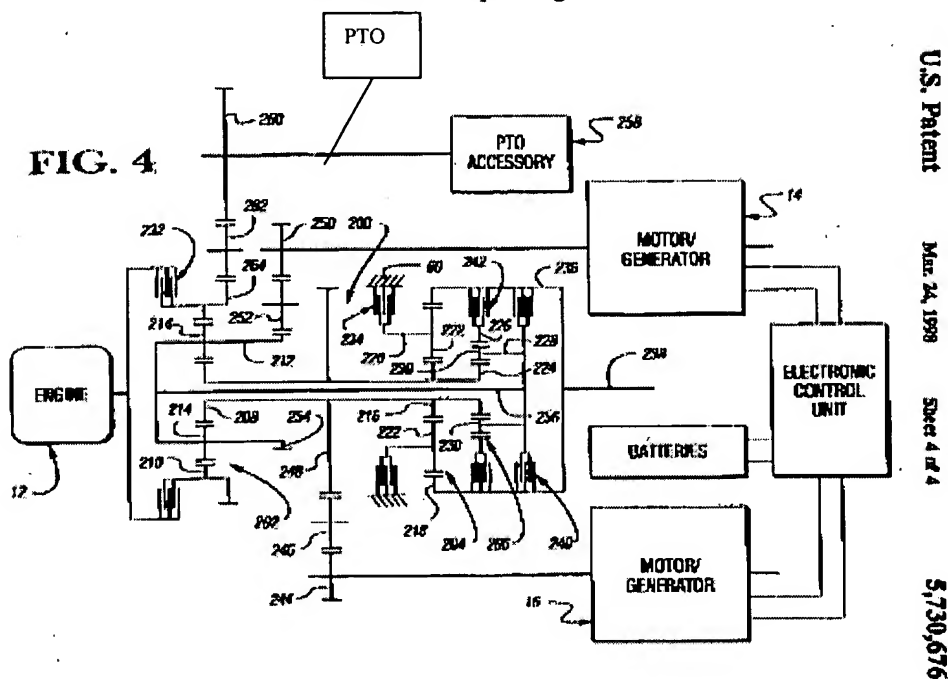 PTO
260
PTO
ACCESSORY
258
FIG. 4
14
MOTOR/
GENERATOR
232
262
264
250
200
60
242
236
214
252
212
234
220
226
228
224
ENGINE
12
214
208
254
216
222
230
256
210
202
248
218
204
206
240
246
244
BATTERIES
MOTOR/
GENERATOR
16
ELECTRONIC
CONTROL
UNIT
U.S. Patent
Mar. 24, 1998
Sheet 4 of 4
5,730,676